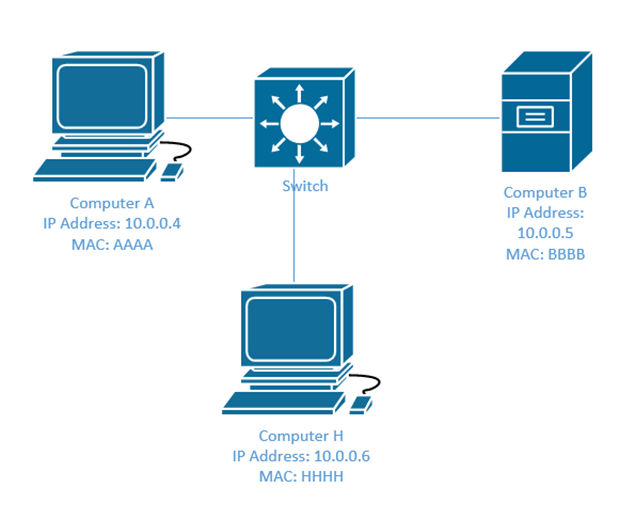 Computer A
IP Address: 10.0.0.4
MAC: AAAA
Switch
Computer B
IP Address:
10.0.0.5
MAC: BBBB
Computer H
IP Address: 10.0.0.6
MAC: HHHH